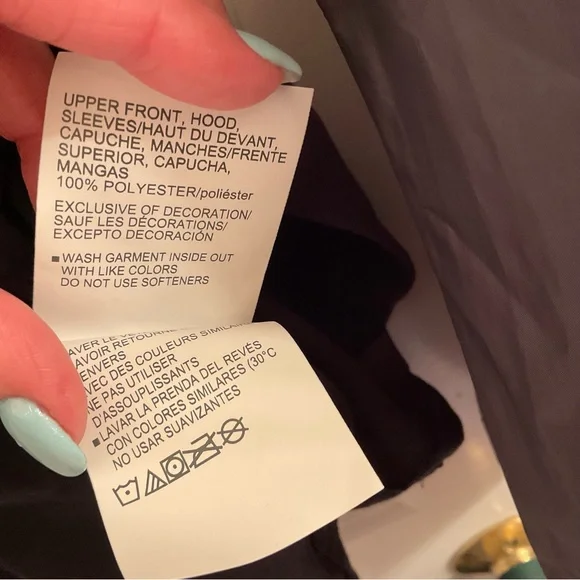 UPPER FRONT, HOOD,
SLEEVES/HAUT DU DEVANT,
CAPUCHE, MANCHES/FRENTE
SUPERIOR, CAPUCHA,
MANGAS
100% POLYESTER/poliéster
EXCLUSIVE OF DECORATION/
SAUF LES DÉCORATIONS/
EXCEPTO DECORACIÓN
■ WASH GARMENT INSIDE OUT
WITH LIKE COLORS
DO NOT USE SOFTENERS
LE
RETOURNÉ
ENVERS
DES COULEURS
NE PAS UTILISER
D'ASSOUPLISSANTS
■ LAVAR LA PRENDA DEL REVÉS
CON COLORES SIMILARES (30°C
NO USAR SUAVIZANTES